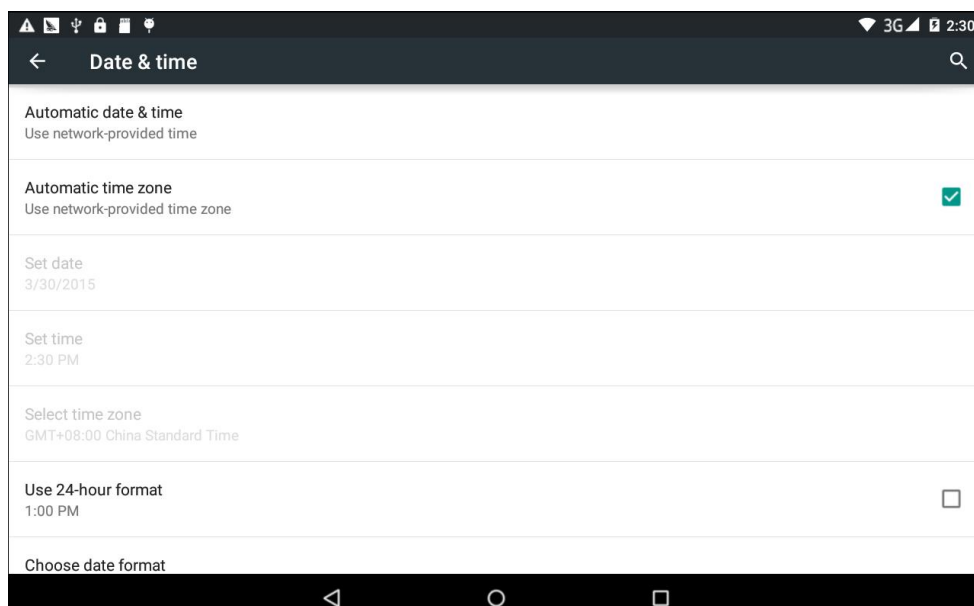 3G 2:30
Date & time
Automatic date & time
Use network-provided time
Automatic time zone
Use network-provided time zone
Set date
3/30/2015
Set time
2:30 PM
Select time zone
GMT+08:00 China Standard Time
Use 24-hour format
1:00 PM
Choose date format